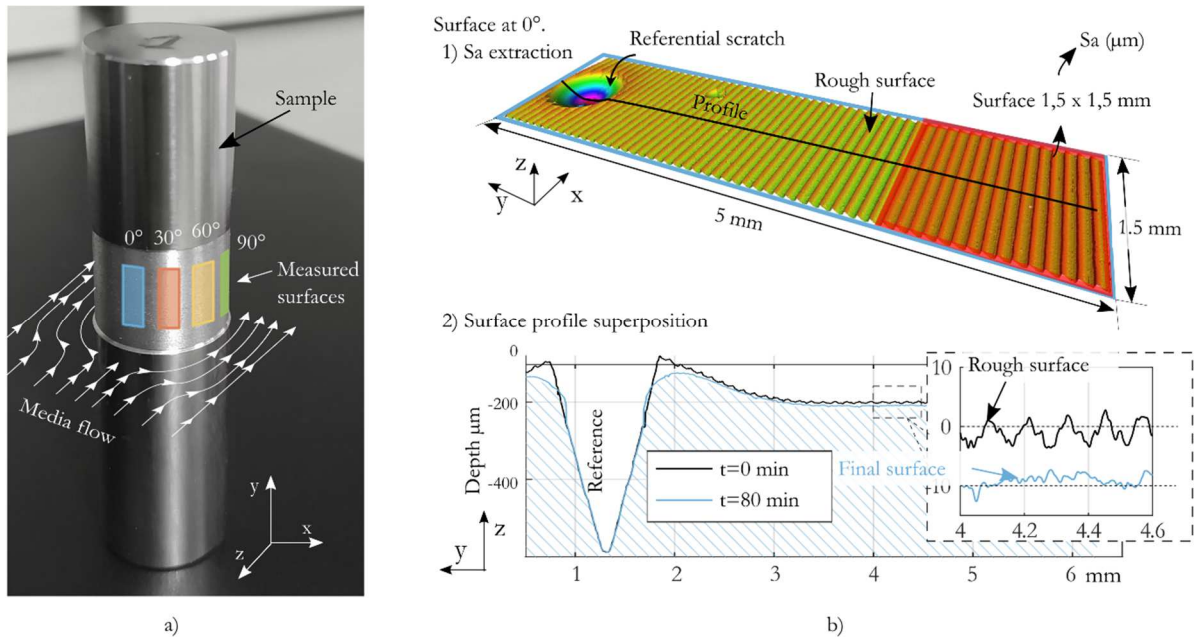 Sample
0° 30° 60° 90°
Measured
surfaces
Media flow
y
x
z
a)
Surface at 0°.
1) Sa extraction
Referential scratch
Rough surface
Sa (μm)
Surface 1,5 x 1,5 mm
Profile
z
y
x
5 mm
1.5 mm
2) Surface profile superposition
0
-200
-400
Depth μm
Reference
t=0 min
t=80 min
z
y
1 2 3 4 5 6 mm
10
Rough surface
0
Final surface
-10
4 4.2 4.4 4.6
b)